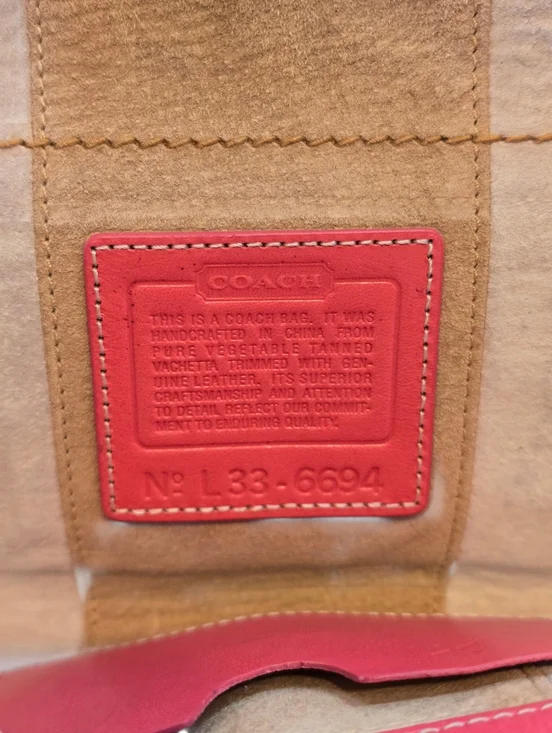 COACH
THIS IS A COACH BAG. IT WAS
HANDCRAFTED IN CHINA FROM
PURE VEGETABLE TANNED
VACHETTA TRIMMED WITH GEN-
UINE LEATHER. ITS SUPERIOR
CRAFTSMANSHIP AND ATTENTION
TO DETAIL REFLECT OUR COMMIT-
MENT TO ENDURING QUALITY.
Nº L33-6694